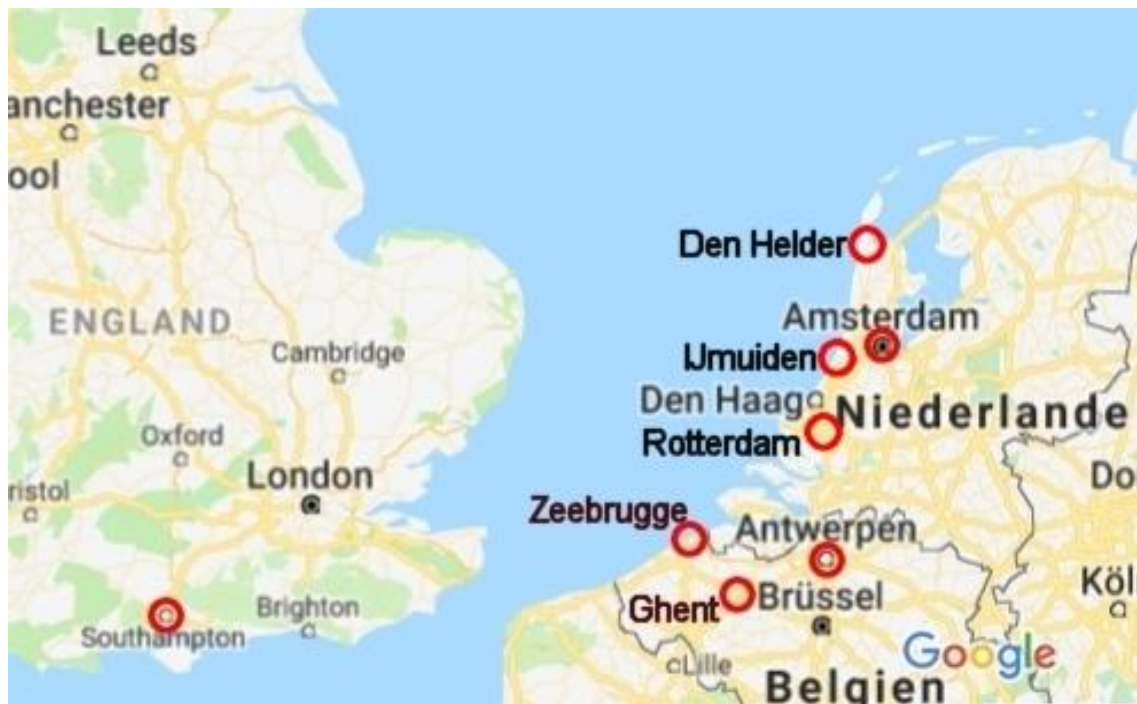 Leeds
anchester
ool
Den Helder
ENGLAND
Amsterdam
Cambridge
IJmuiden
Den Haag
Niederlande
Oxford
Rotterdam
London
Do
ristol
Zeebrugge
Antwerpen
Köl
Brighton
Ghent
Brüssel
Southampton
Google
Lille
Belgien